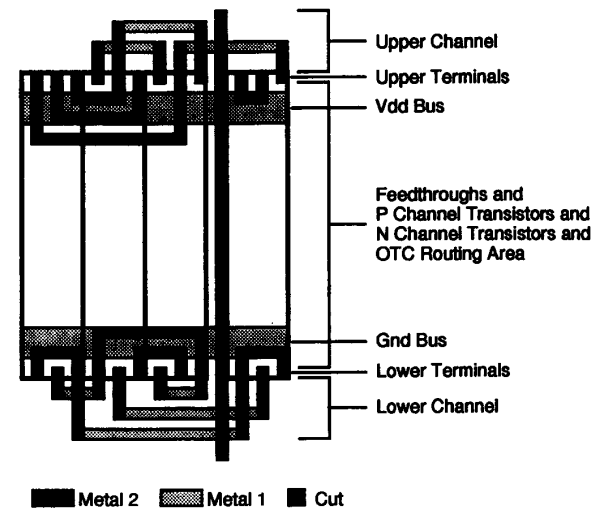 Upper Channel
Upper Terminals
Vdd Bus
Feedthroughs and
P Channel Transistors and
N Channel Transistors and
OTC Routing Area
Gnd Bus
Lower Terminals
Lower Channel
Metal 2 Metal 1 Cut